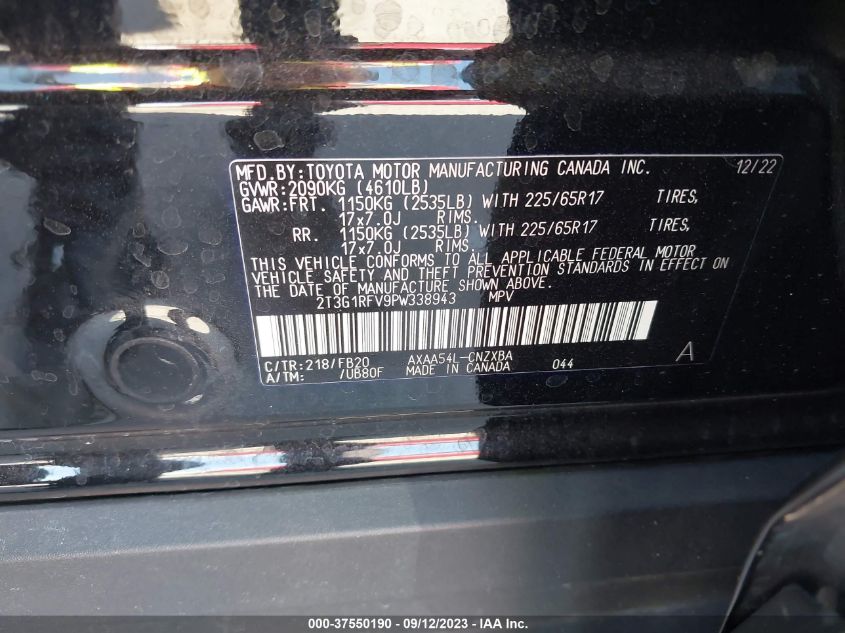 MFD.BY:TOYOTA MOTOR MANUFACTURING CANADA INC. 12/22
GVWR:2090KG (4610LB)
GAWR:FRT. 1150KG (2535LB) WITH 225/65R17 TIRES,
17x7.0J RIMS.
RR. 1150KG (2535LB) WITH 225/65R17 TIRES,
17x7.0J RIMS.
THIS VEHICLE CONFORMS TO ALL APPLICABLE FEDERAL MOTOR
VEHICLE SAFETY AND THEFT PREVENTION STANDARDS IN EFFECT ON
THE DATE OF MANUFACTURE SHOWN ABOVE.
2T3G1RFV9PW338943 MPV
C/TR:218/FB20 AXAA54L-CNZXBA A
A/TM: /UB80F MADE IN CANADA 044
000-37550190 - 09/12/2023 - IAA Inc.